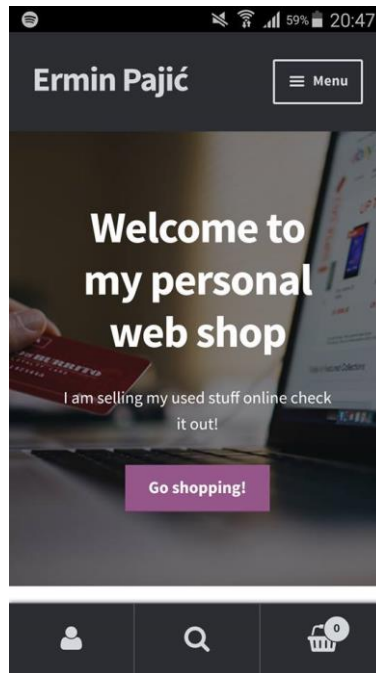 59% 20:47
Ermin Pajić
Menu
Welcome to
my personal
web shop
BURRITO
I am selling my used stuff online check
it out!
Go shopping!
0